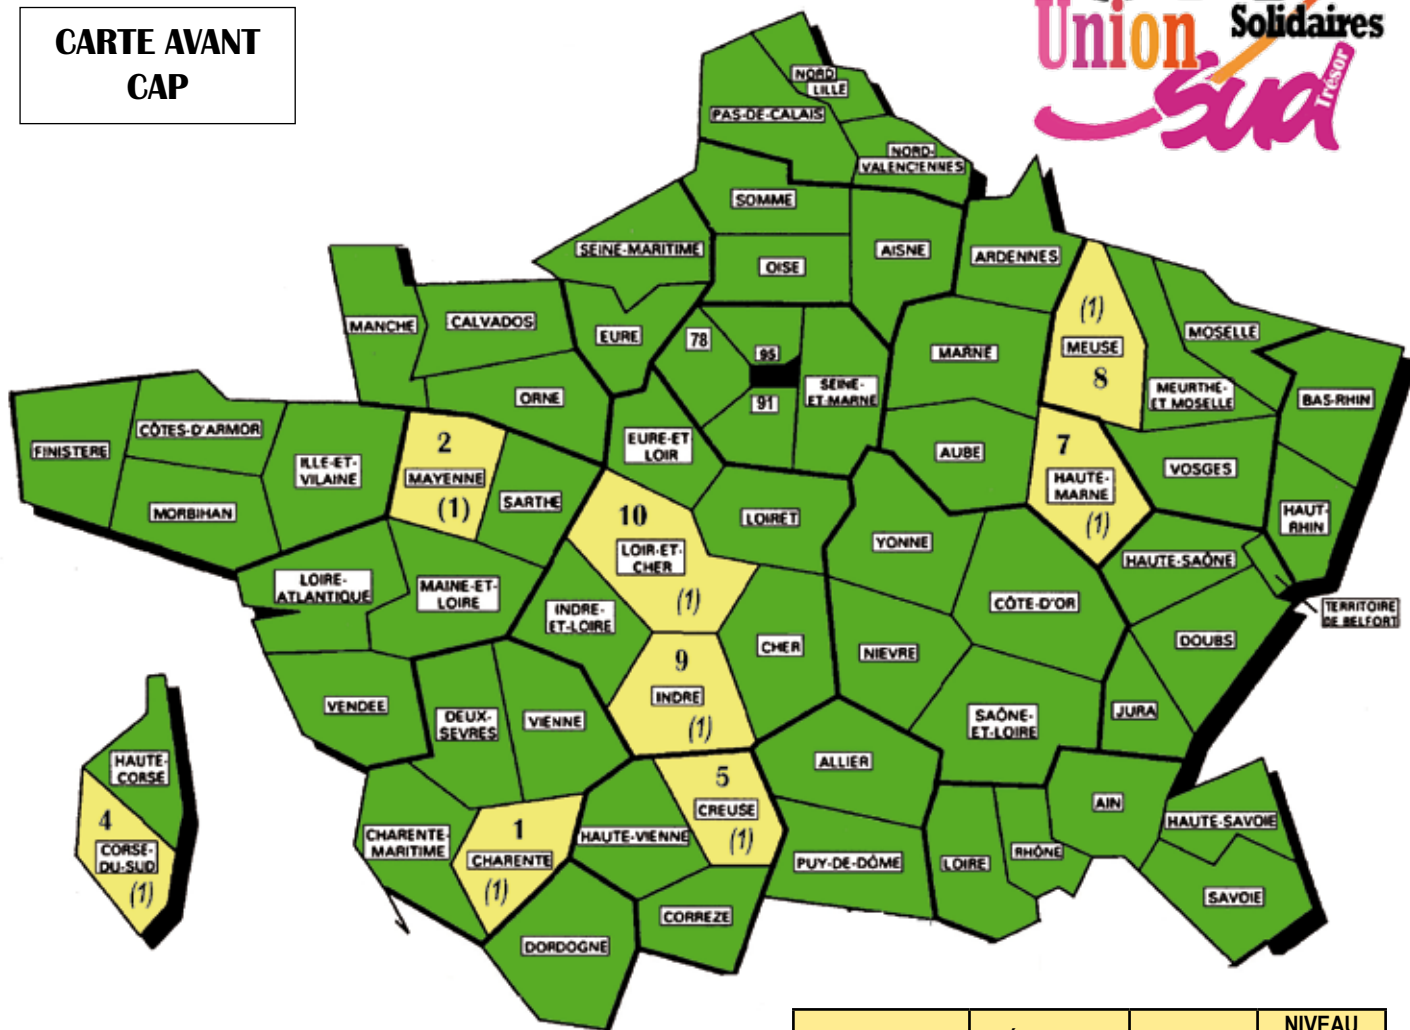 CARTE AVANT
CAP
Union
Solidaires
Sud
Trésor
NORD
LILLE
PAS-DE-CALAIS
NORD-
VALENCIENNES
SOMME
SEINE-MARITIME
OISE
AISNE
ARDENNES
(1)
MEUSE
8
MOSELLE
MEURTHE-
ET MOSELLE
BAS-RHIN
MANCHE
CALVADOS
EURE
78
95
91
SEINE-
ET-MARNE
MARNE
ORNE
FINISTERE
CÔTES-D'ARMOR
MORBIHAN
ILLE-ET-
VILAINE
2
MAYENNE
(1)
SARTHE
EURE-ET
LOIR
AUBE
7
HAUTE-
MARNE
(1)
VOSGES
HAUT-
RHIN
10
LOIR-ET-
CHER
(1)
LOIRET
YONNE
HAUTE-SAÔNE
TERRITOIRE
DE BELFORT
LOIRE-
ATLANTIQUE
MAINE-ET-
LOIRE
INDRE-
ET-LOIRE
CÔTE-D'OR
DOUBS
CHER
NIEVRE
9
INDRE
(1)
VENDEE
DEUX-
SEVRES
VIENNE
SAÔNE-
ET-LOIRE
JURA
HAUTE-
CORSE
4
CORSE-
DU-SUD
(1)
ALLIER
5
CREUSE
(1)
AIN
HAUTE-SAVOIE
CHARENTE-
MARITIME
1
CHARENTE
(1)
HAUTE-VIENNE
PUY-DE-DÔME
LOIRE
RHÔNE
SAVOIE
CORREZE
DORDOGNE
NIVEAU